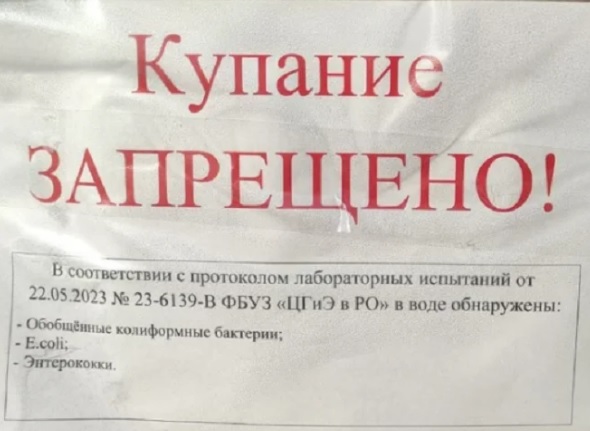 Купание
ЗАПРЕЩЕНО!
В соответствии с протоколом лабораторных испытаний от
22.05.2023 № 23-6139-В ФБУЗ «ЦГиЭ в РО» в воде обнаружены:
- Обобщённые колиформные бактерии;
- E.coli;
- Энтерококки.